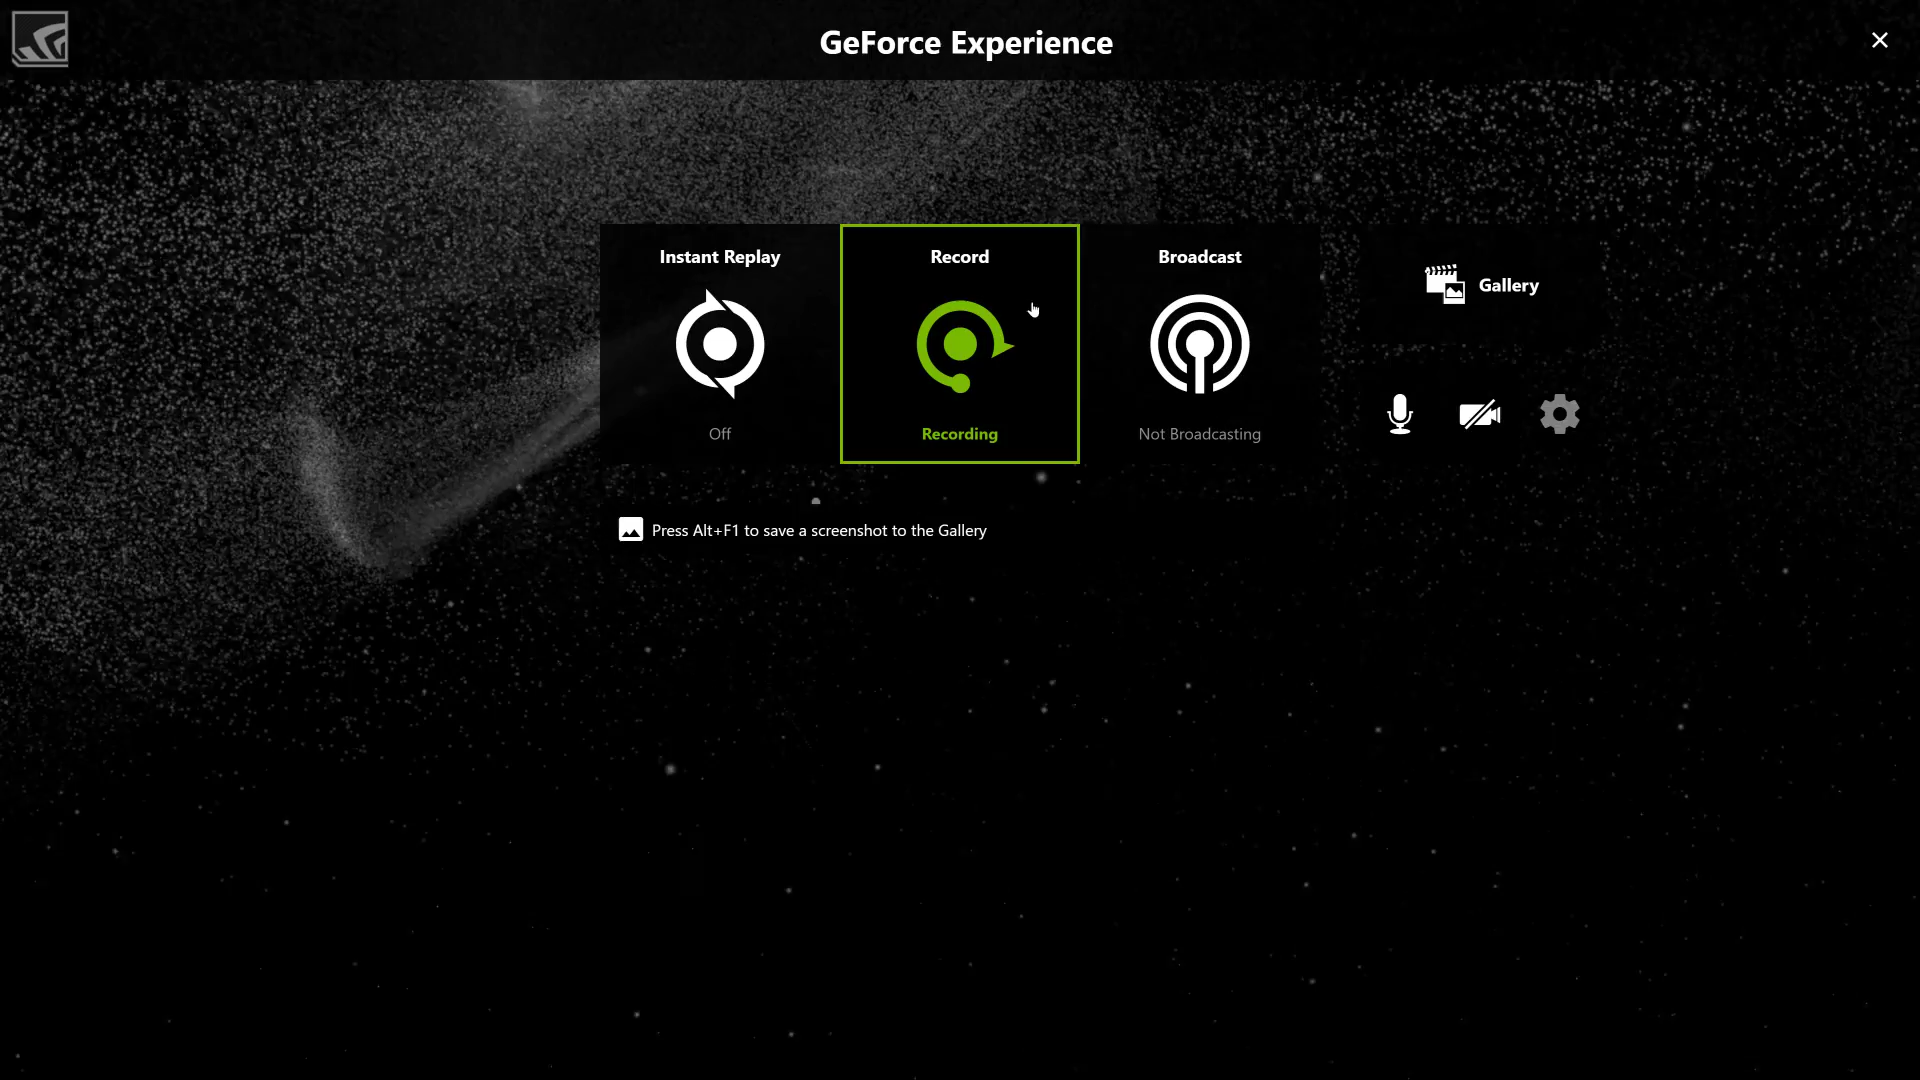 GeForce Experience
Instant Replay
Off
Record
Recording
Broadcast
Not Broadcasting
Gallery
Press Alt+F1 to save a screenshot to the Gallery